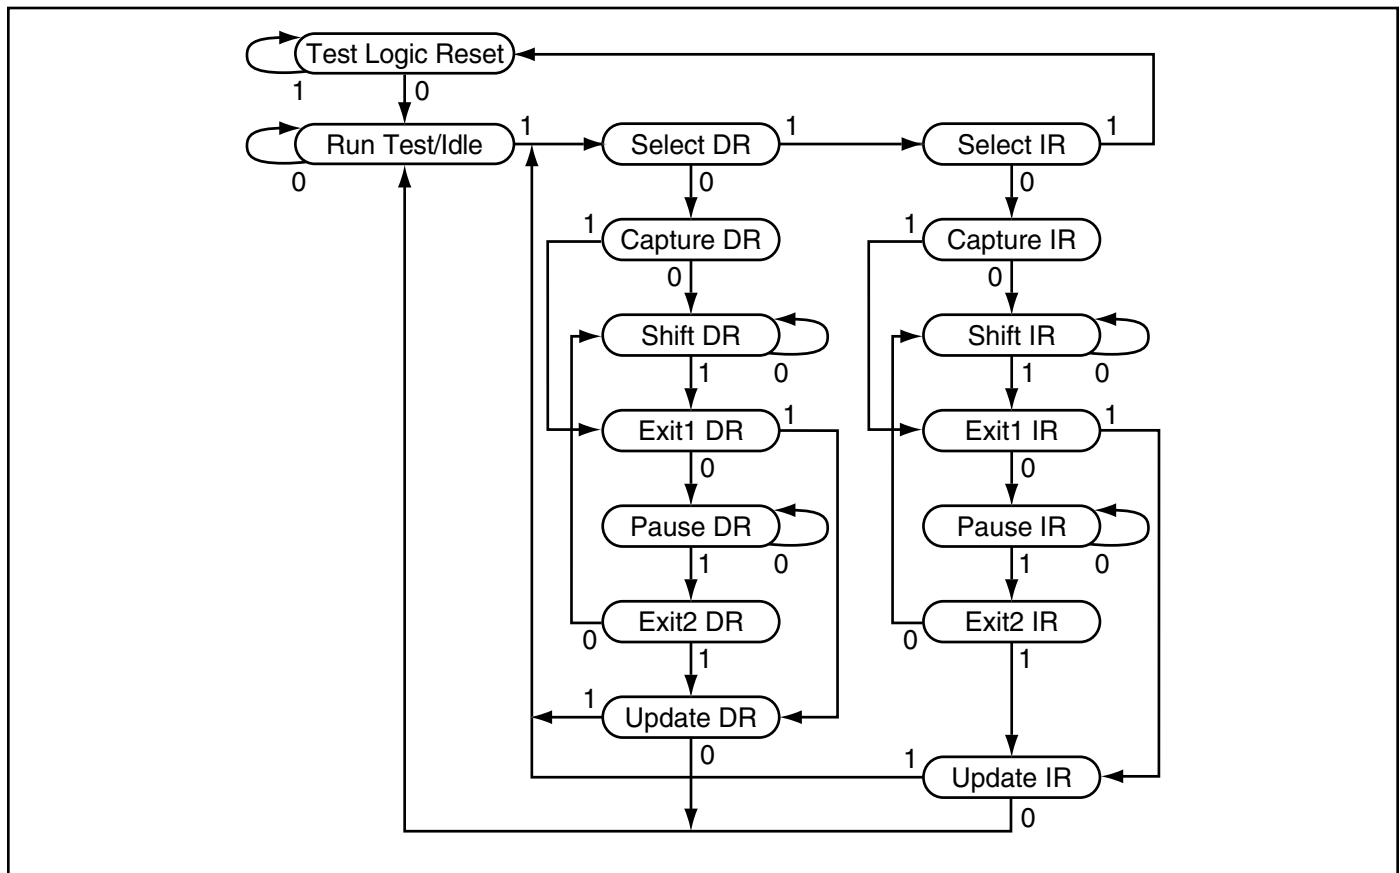 Test Logic Reset
1 0
Run Test/Idle 1 Select DR 1 Select IR 1
0 0 0
1 Capture DR 1 Capture IR
0 0
Shift DR Shift IR
1 0 1 0
Exit1 DR 1 Exit1 IR 1
0 0
Pause DR Pause IR
1 0 1 0
Exit2 DR Exit2 IR
0 1 0 1
1 Update DR
0 1
Update IR
0